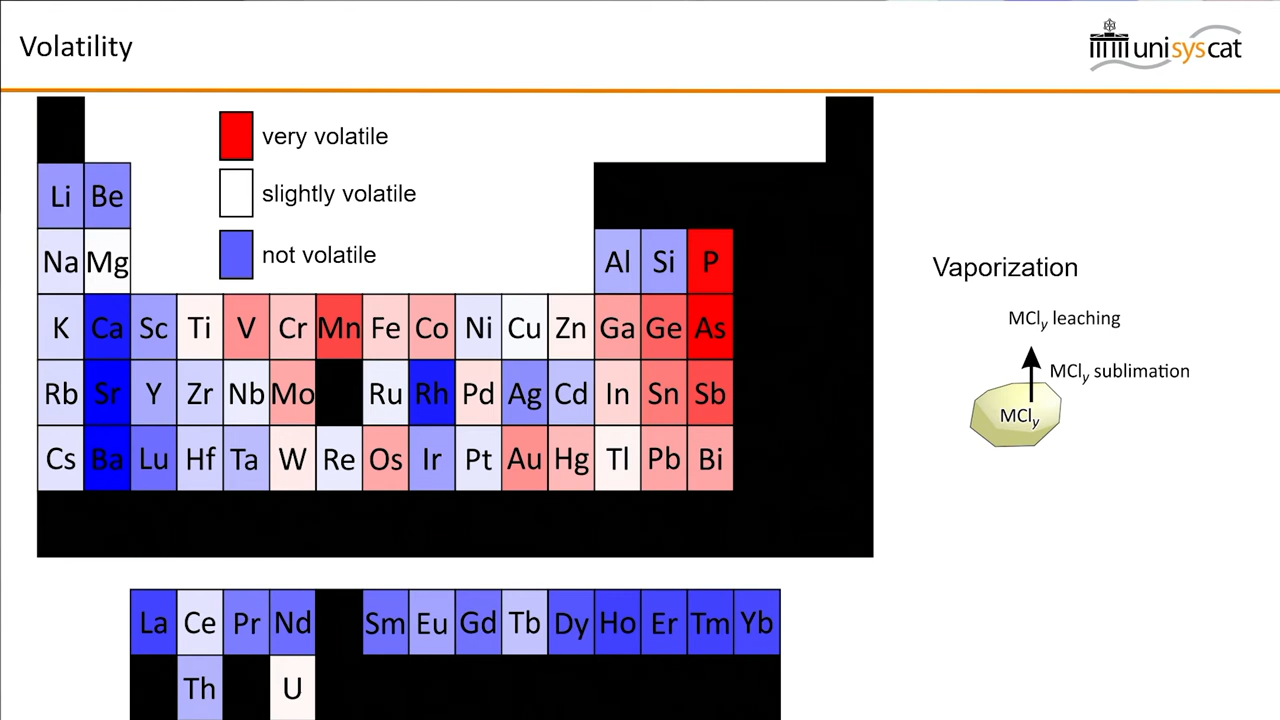 Volatility
unisyscat
very volatile
slightly volatile
not volatile
Li Be
Na Mg Al Si P
K Ca Sc Ti V Cr Mn Fe Co Ni Cu Zn Ga Ge As
Rb Sr Y Zr Nb Mo Ru Rh Pd Ag Cd In Sn Sb
Cs Ba Lu Hf Ta W Re Os Ir Pt Au Hg Tl Pb Bi
La Ce Pr Nd Sm Eu Gd Tb Dy Ho Er Tm Yb
Th U
Vaporization
MCly leaching
MCly sublimation
MCly